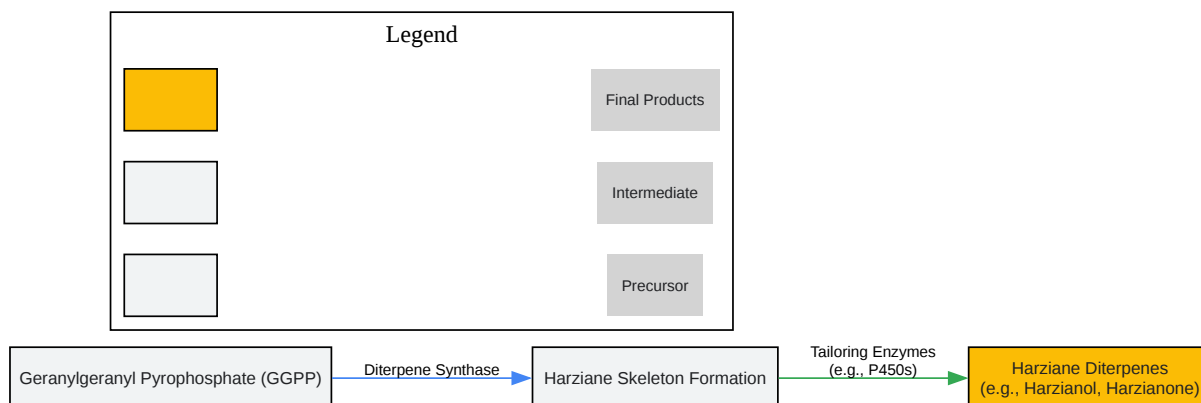 Legend
Final Products
Intermediate
Precursor
Geranylgeranyl Pyrophosphate (GGPP)
Diterpene Synthase
Harziane Skeleton Formation
Tailoring Enzymes
(e.g., P450s)
Harziane Diterpenes
(e.g., Harzianol, Harzianone)